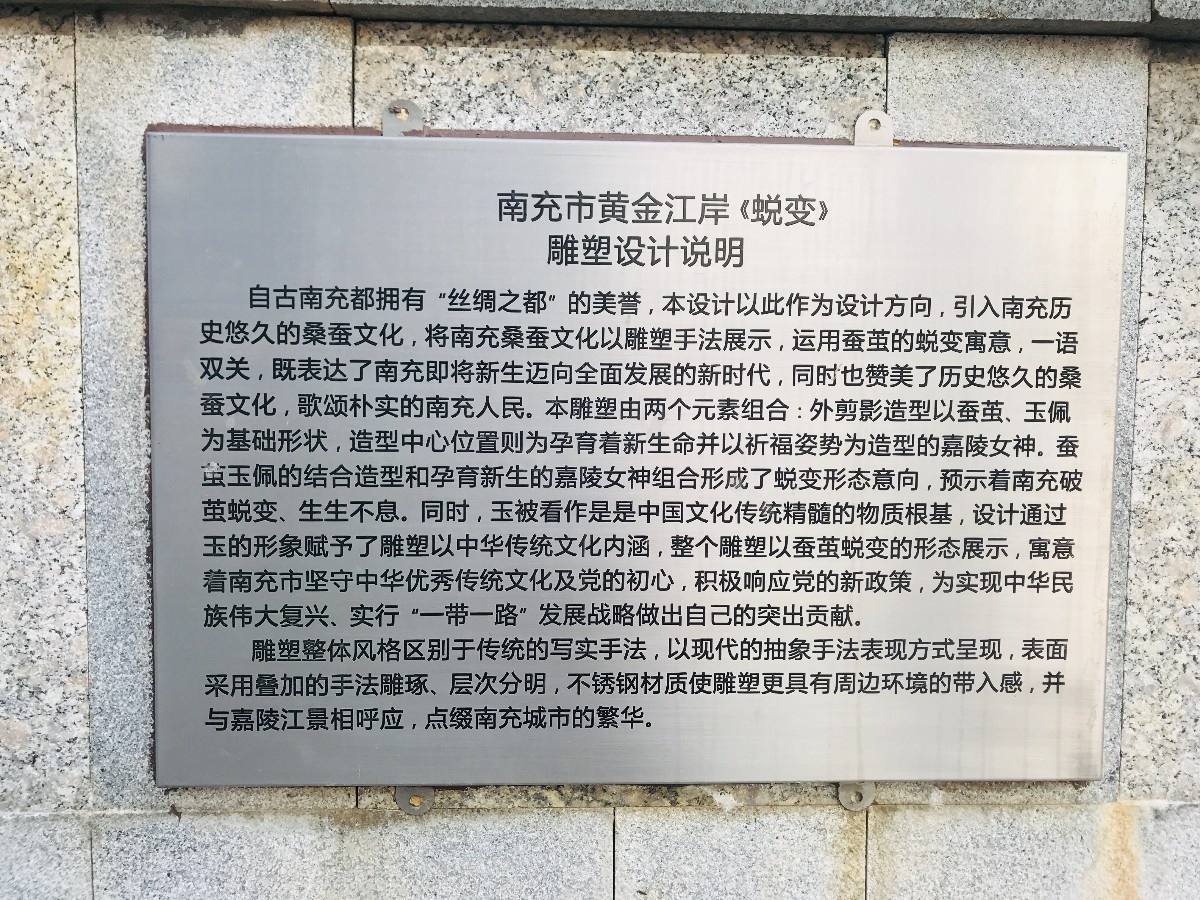 南充市黄金江岸《蜕变》
雕塑设计说明
自古南充都拥有“丝绸之都”的美誉，本设计以此作为设计方向，引入南充历
史悠久的桑蚕文化，将南充桑蚕文化以雕塑手法展示，运用蚕茧的蜕变寓意，一语
双关，既表达了南充即将新生迈向全面发展的新时代，同时也赞美了历史悠久的桑
蚕文化，歌颂朴实的南充人民。本雕塑由两个元素组合：外剪影造型以蚕茧、玉佩
为基础形状，造型中心位置则为孕育着新生命并以祈福姿势为造型的嘉陵女神。蚕
茧玉佩的结合造型和孕育新生的嘉陵女神组合形成了蜕变形态意向，预示着南充破
茧蜕变、生生不息。同时，玉被看作是是中国文化传统精髓的物质根基，设计通过
玉的形象赋予了雕塑以中华传统文化内涵，整个雕塑以蚕茧蜕变的形态展示，寓意
着南充市坚守中华优秀传统文化及党的初心，积极响应党的新政策，为实现中华民
族伟大复兴、实行“一带一路”发展战略做出自己的突出贡献。
雕塑整体风格区别于传统的写实手法，以现代的抽象手法表现方式呈现，表面
采用叠加的手法雕琢、层次分明，不锈钢材质使雕塑更具有周边环境的带入感，并
与嘉陵江景相呼应，点缀南充城市的繁华。